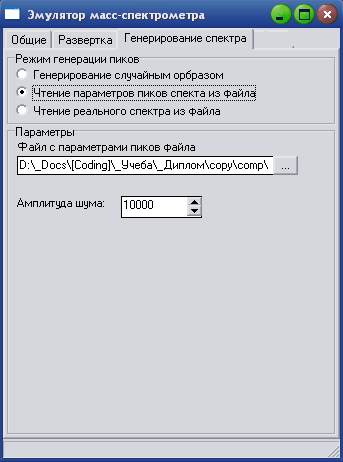 Эмулятор масс-спектрометра
Общие Развертка Генерирование спектра
Режим генерации пиков
Генерирование случайным орбразом
Чтение параметров пиков спекта из файла
Чтение реального спектра из файла
Параметры
Файл с параметрами пиков файла
D:\_Docs\[Coding]\_Учеба\_Диплом\copy\comp\ ...
Амплитуда шума: 10000